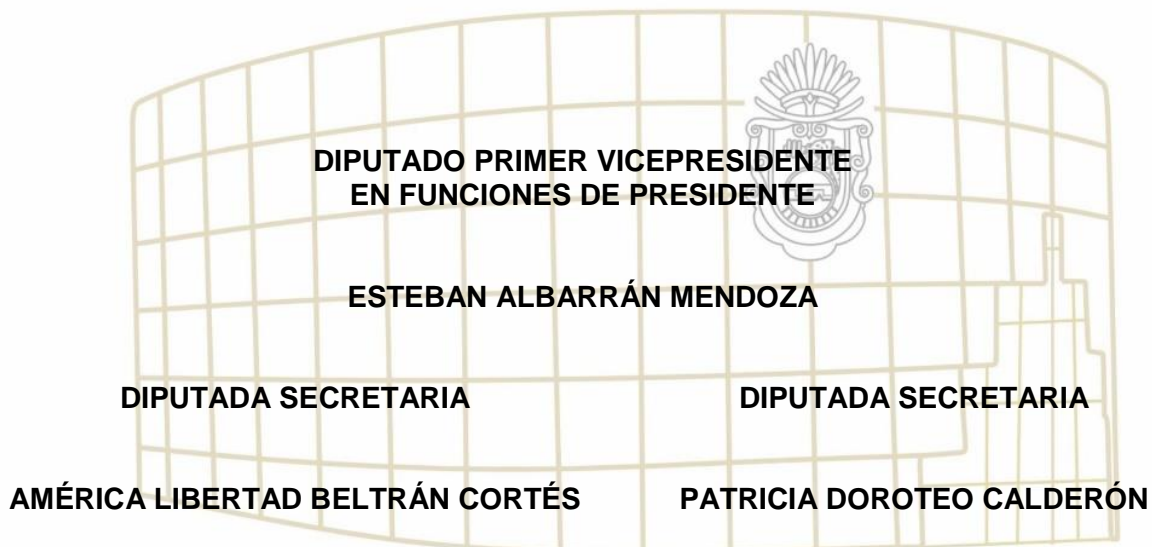 DIPUTADO PRIMER VICEPRESIDENTE
EN FUNCIONES DE PRESIDENTE
ESTEBAN ALBARRÁN MENDOZA
DIPUTADA SECRETARIA
DIPUTADA SECRETARIA
AMÉRICA LIBERTAD BELTRÁN CORTÉS
PATRICIA DOROTEO CALDERÓN